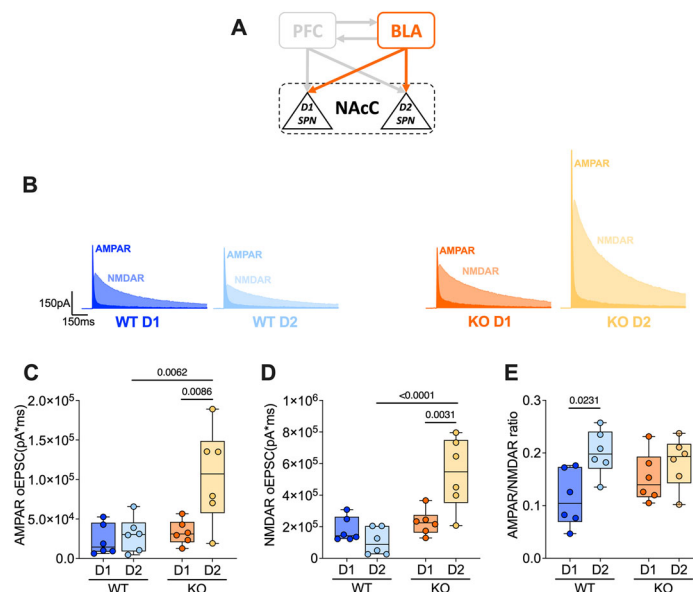 A
PFC
BLA
D1
SPN
NAcC
D2
SPN
B
AMPAR
NMDAR
WT D1
AMPAR
NMDAR
WT D2
AMPAR
NMDAR
KO D1
AMPAR
NMDAR
KO D2
150pA
150ms
C
AMPAR oEPSC(pA*ms)
2.0×10⁵
1.5×10⁵
1.0×10⁵
5.0×10⁴
0.0
0.0062
0.0086
D1 D2 D1 D2
WT KO
D
NMDAR oEPSC(pA*ms)
1×10⁶
8×10⁵
6×10⁵
4×10⁵
2×10⁵
0
<0.0001
0.0031
D1 D2 D1 D2
WT KO
E
AMPAR/NMDAR ratio
0.3
0.2
0.1
0.0
0.0231
D1 D2 D1 D2
WT KO